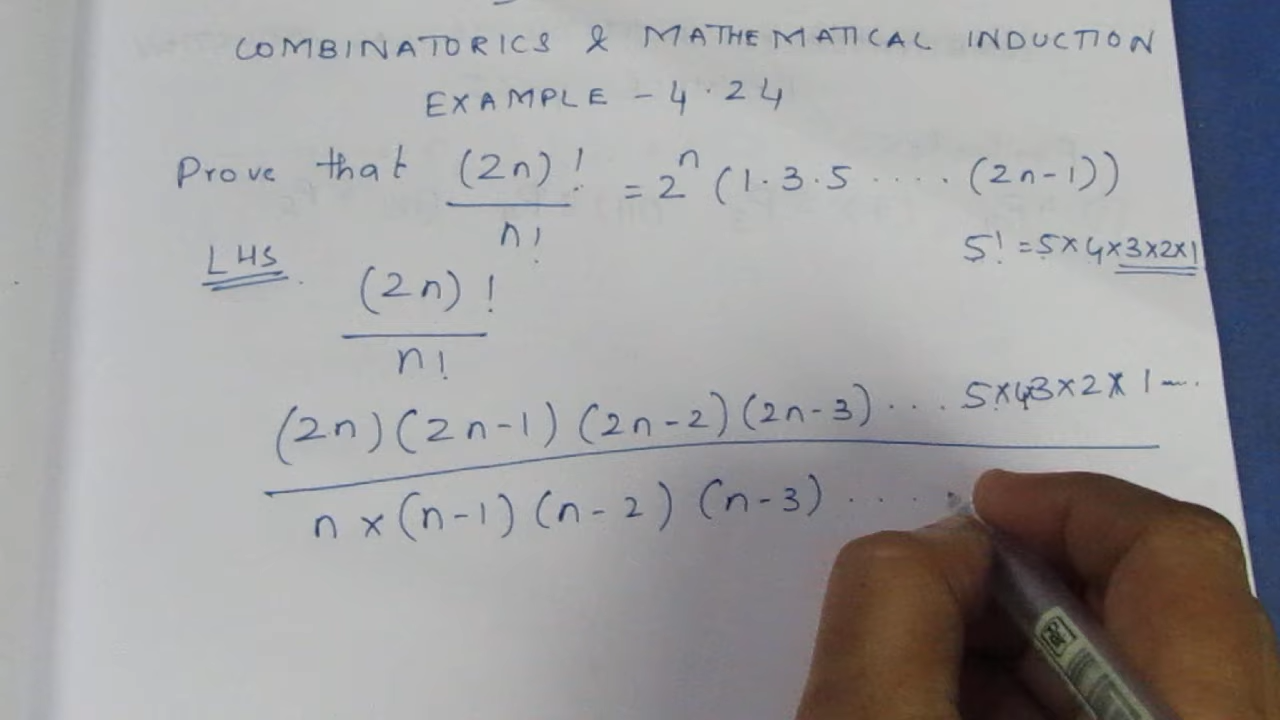 COMBINATORICS & MATHEMATICAL INDUCTION
EXAMPLE - 4.24
Prove that (2n)! / n! = 2^n (1.3.5 .... (2n-1))
5! = 5×4×3×2×1
LHS
(2n)! / n!
(2n)(2n-1)(2n-2)(2n-3)... 5×4×3×2×1....
n×(n-1)(n-2)(n-3)....